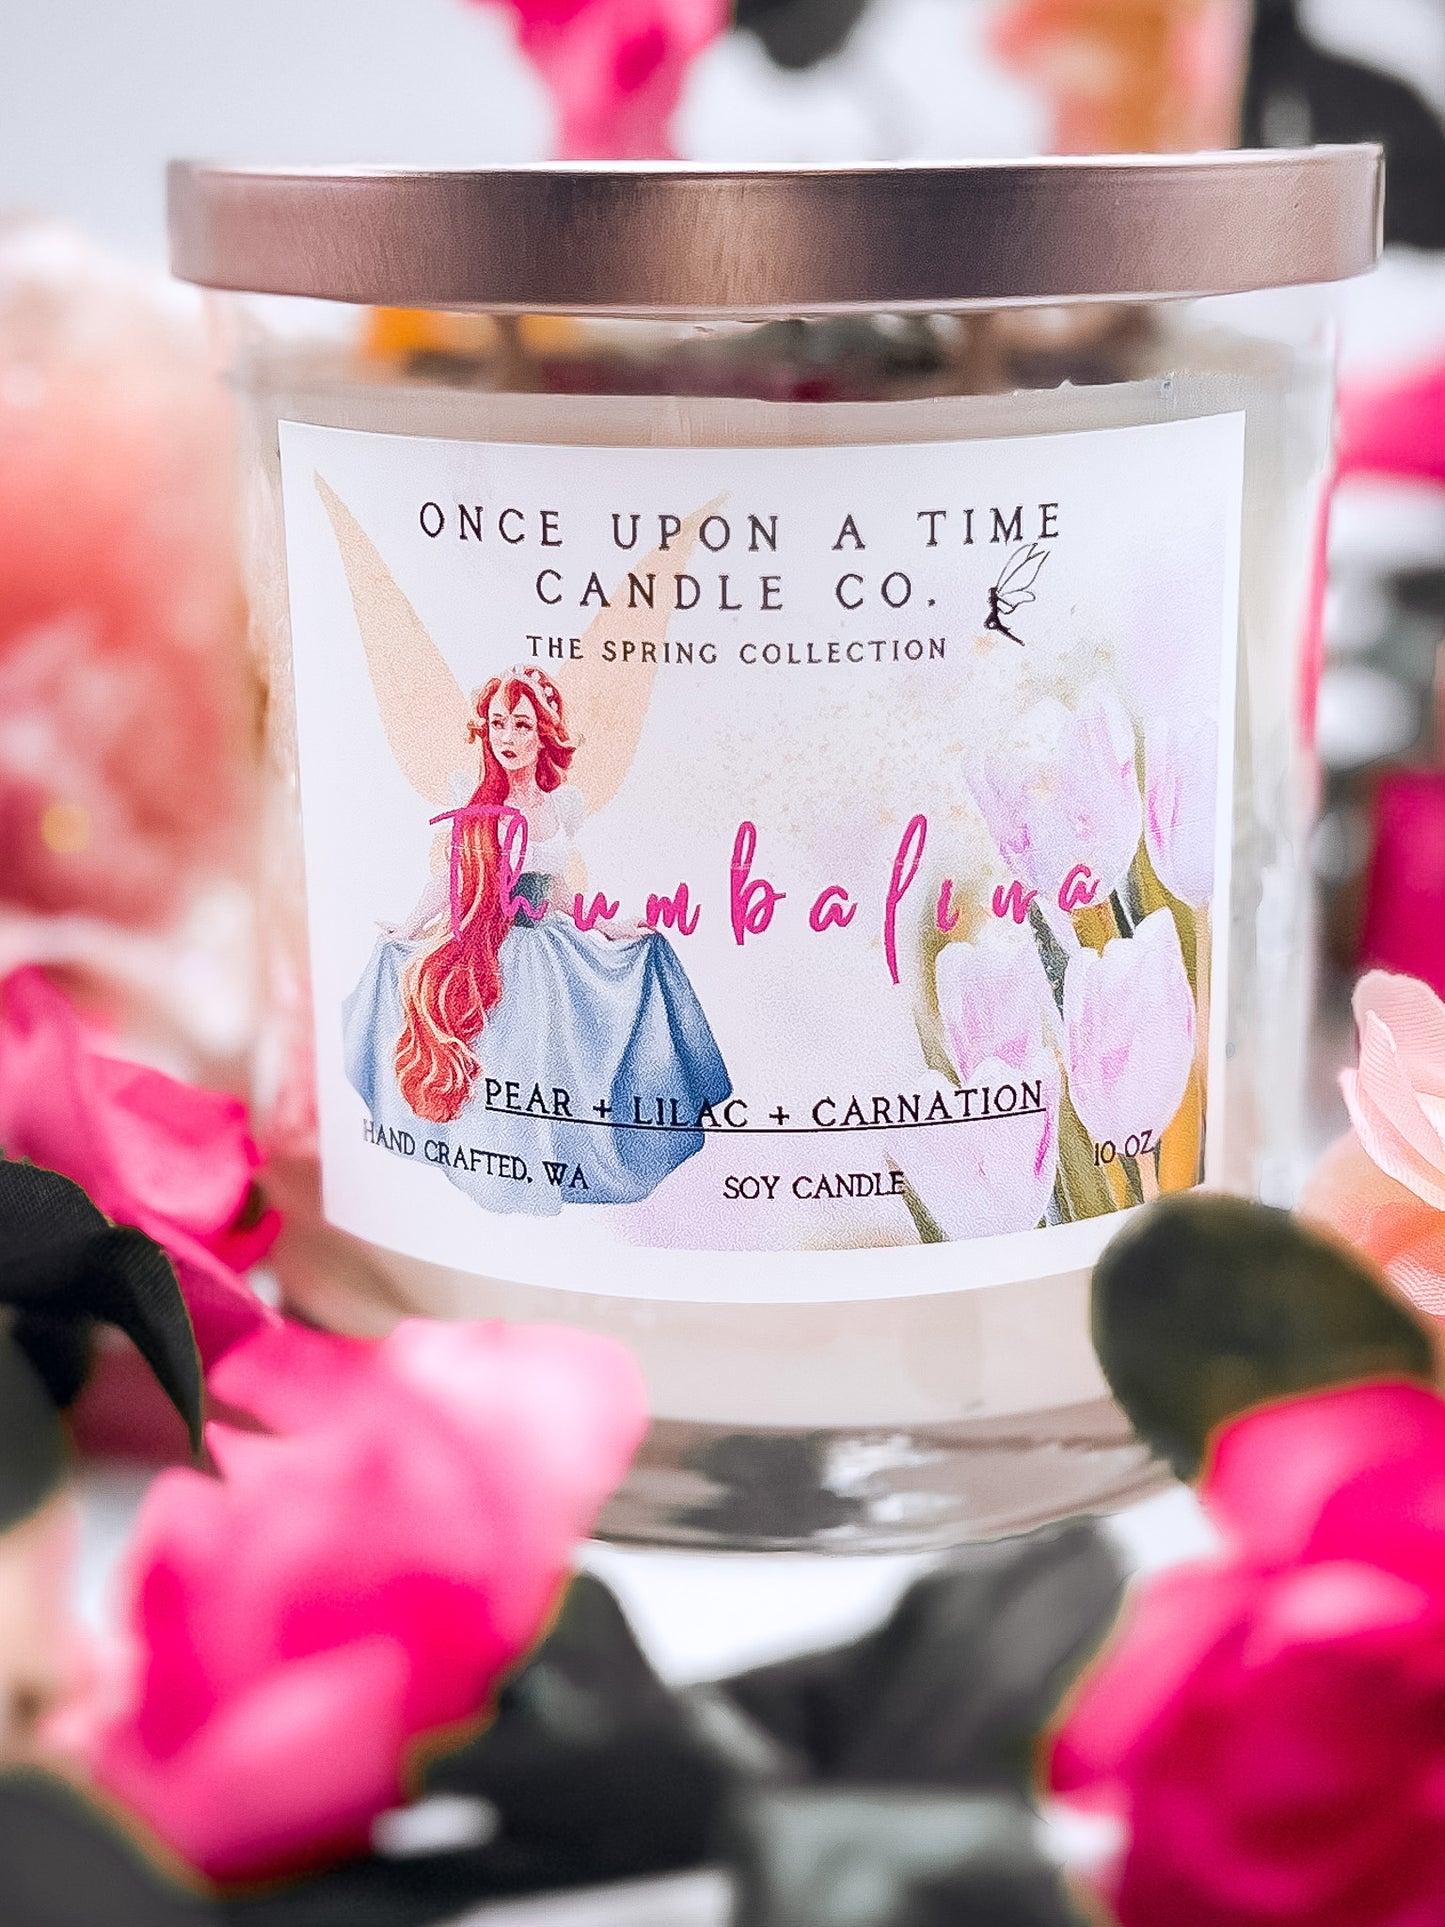 ONCE UPON A TIME
CANDLE CO.
THE SPRING COLLECTION
Thumbalina
PEAR + LILAC + CARNATION
HAND CRAFTED, WA
SOY CANDLE
10 OZ